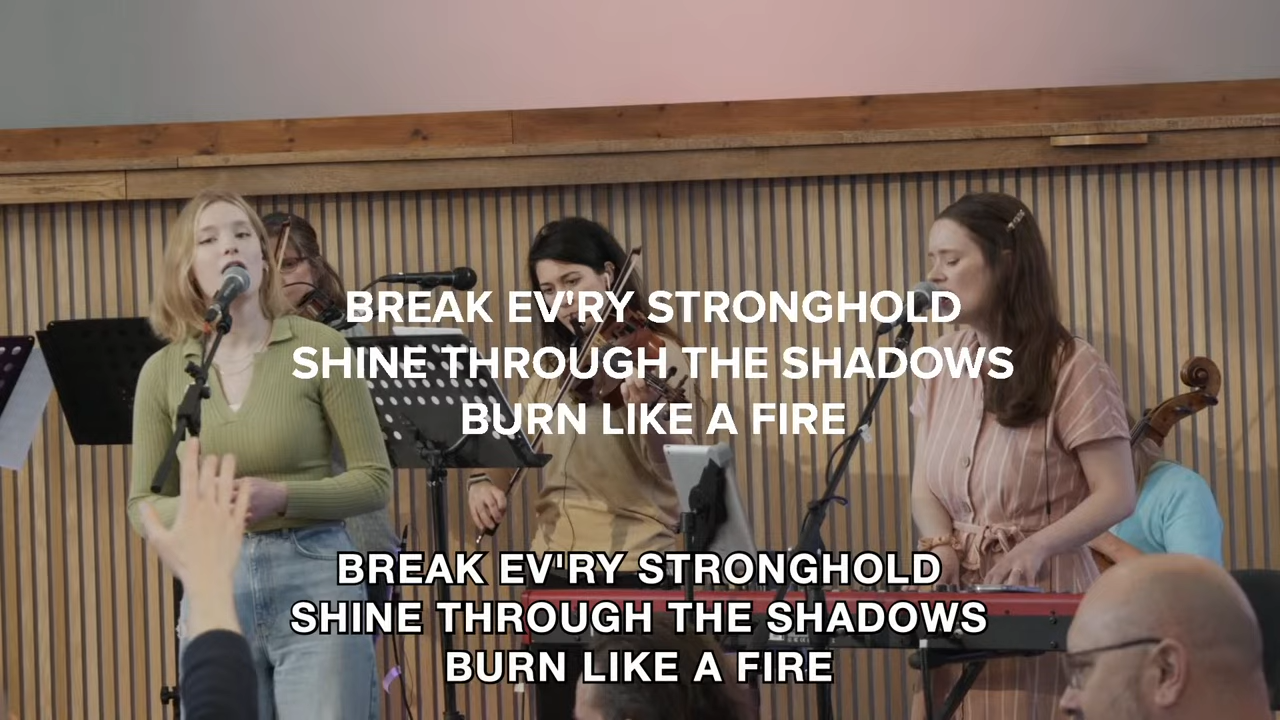 BREAK EV'RY STRONGHOLD
SHINE THROUGH THE SHADOWS
BURN LIKE A FIRE
BREAK EV'RY STRONGHOLD
SHINE THROUGH THE SHADOWS
BURN LIKE A FIRE